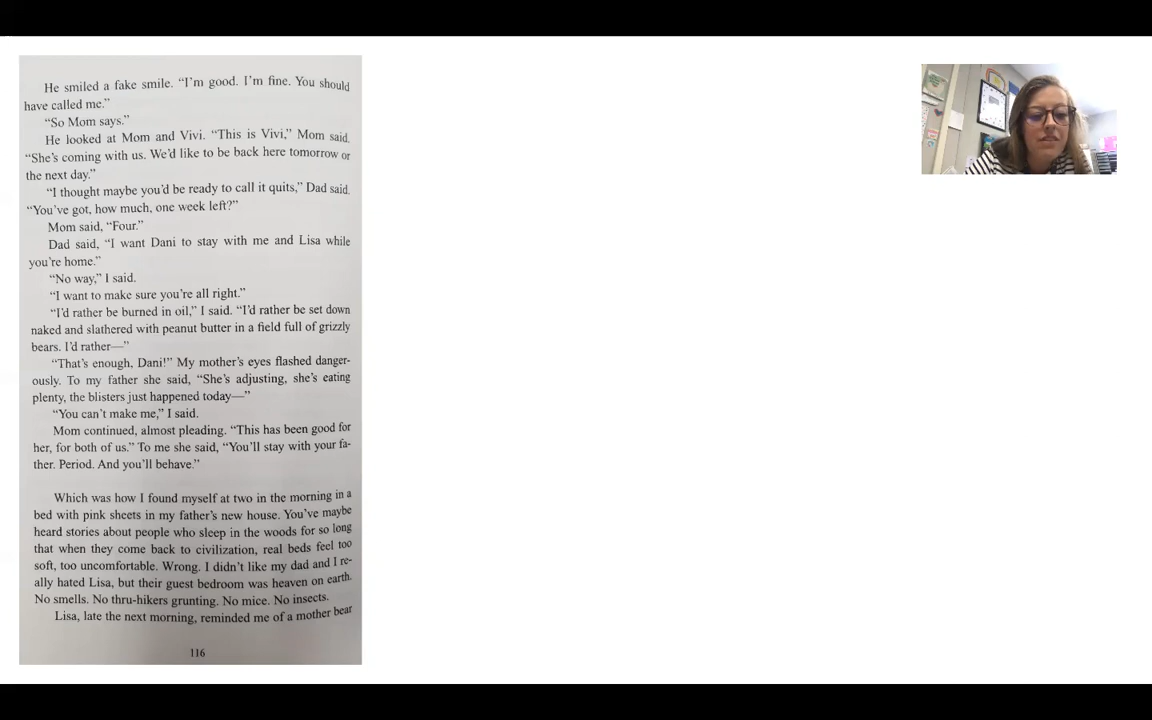 He smiled a fake smile. “I’m good. I’m fine. You should
have called me.”
“So Mom says.”
He looked at Mom and Vivi. “This is Vivi,” Mom said.
“She’s coming with us. We’d like to be back here tomorrow or
the next day.”
“I thought maybe you’d be ready to call it quits,” Dad said.
“You’ve got, how much, one week left?”
Mom said, “Four.”
Dad said, “I want Dani to stay with me and Lisa while
you’re home.”
“No way,” I said.
“I want to make sure you’re all right.”
“I’d rather be burned in oil,” I said. “I’d rather be set down
naked and slathered with peanut butter in a field full of grizzly
bears. I’d rather—”
“That’s enough, Dani!” My mother’s eyes flashed danger-
ously. To my father she said, “She’s adjusting, she’s eating
plenty, the blisters just happened today—”
“You can’t make me,” I said.
Mom continued, almost pleading. “This has been good for
her, for both of us.” To me she said, “You’ll stay with your fa-
ther. Period. And you’ll behave.”
Which was how I found myself at two in the morning in a
bed with pink sheets in my father’s new house. You’ve maybe
heard stories about people who sleep in the woods for so long
that when they come back to civilization, real beds feel too
soft, too uncomfortable. Wrong. I didn’t like my dad and I re-
ally hated Lisa, but their guest bedroom was heaven on earth.
No smells. No thru-hikers grunting. No mice. No insects.
Lisa, late the next morning, reminded me of a mother bear
116